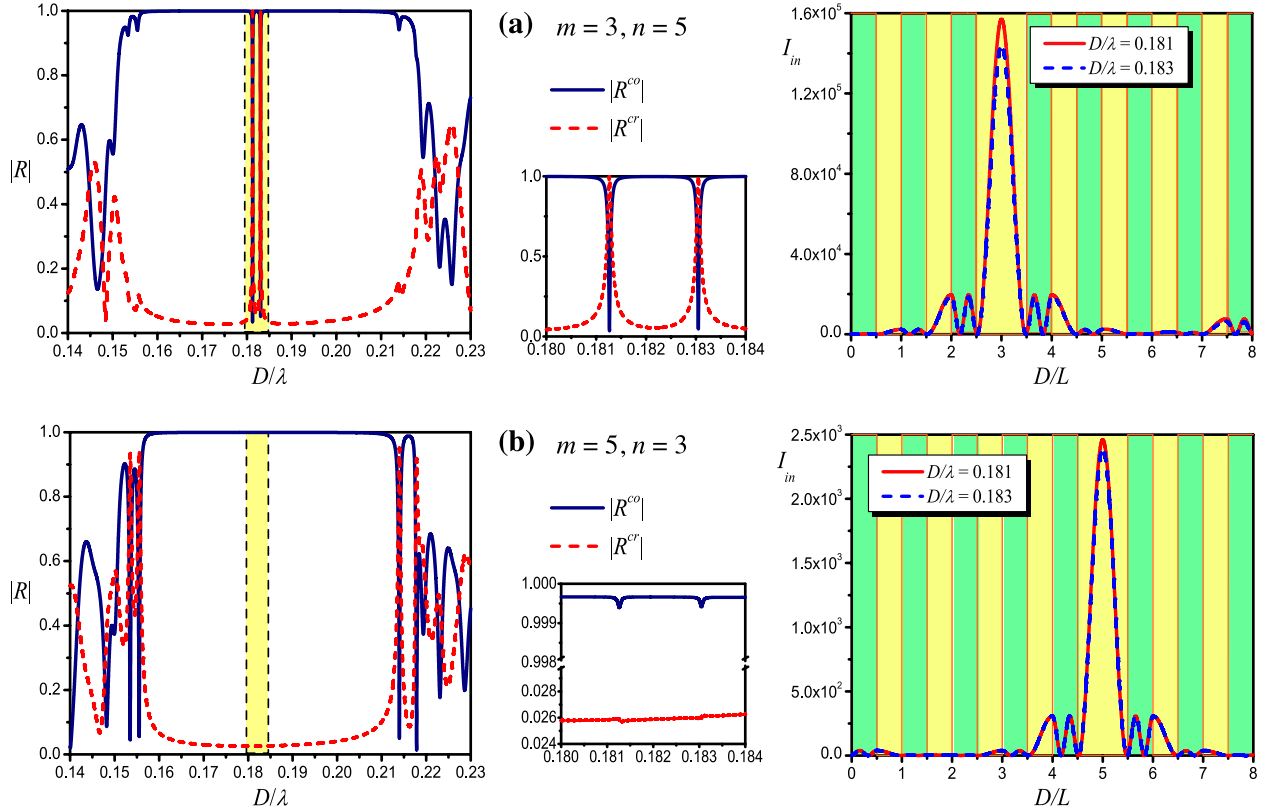 (a) m = 3, n = 5
1.0
0.8
0.6
0.4
0.2
0.0
|R|
0.14 0.15 0.16 0.17 0.18 0.19 0.20 0.21 0.22 0.23
D/λ
|R^co|
|R^cr|
1.0
0.5
0.0
0.180 0.181 0.182 0.183 0.184
I_in
1.6x10^5
1.2x10^5
8.0x10^4
4.0x10^4
0.0
D/λ = 0.181
D/λ = 0.183
0 1 2 3 4 5 6 7 8
D/L
(b) m = 5, n = 3
1.0
0.8
0.6
0.4
0.2
0.0
|R|
0.14 0.15 0.16 0.17 0.18 0.19 0.20 0.21 0.22 0.23
D/λ
|R^co|
|R^cr|
1.000
0.999
0.998
0.028
0.026
0.024
0.180 0.181 0.182 0.183 0.184
I_in
2.5x10^3
2.0x10^3
1.5x10^3
1.0x10^3
5.0x10^2
0.0
D/λ = 0.181
D/λ = 0.183
0 1 2 3 4 5 6 7 8
D/L